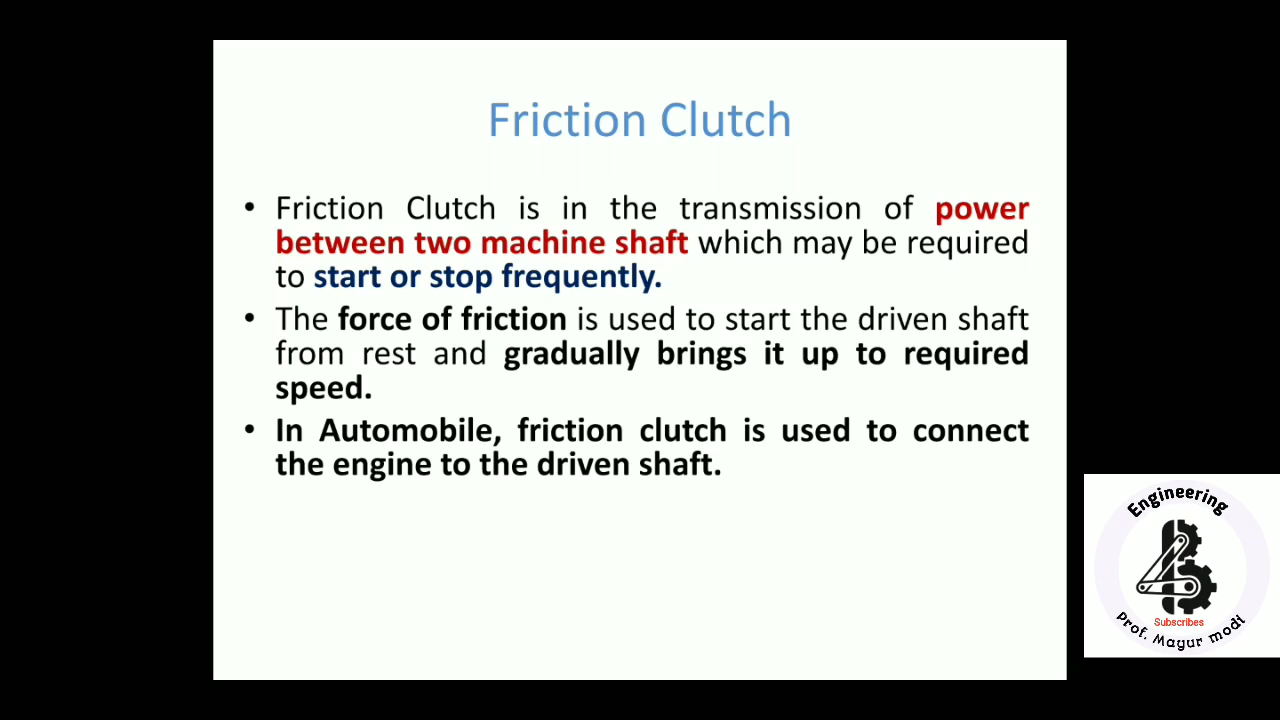 Friction Clutch
• Friction Clutch is in the transmission of power
between two machine shaft which may be required
to start or stop frequently.
• The force of friction is used to start the driven shaft
from rest and gradually brings it up to required
speed.
• In Automobile, friction clutch is used to connect
the engine to the driven shaft.
Engineering
Subscribes
Prof. Mayur modi